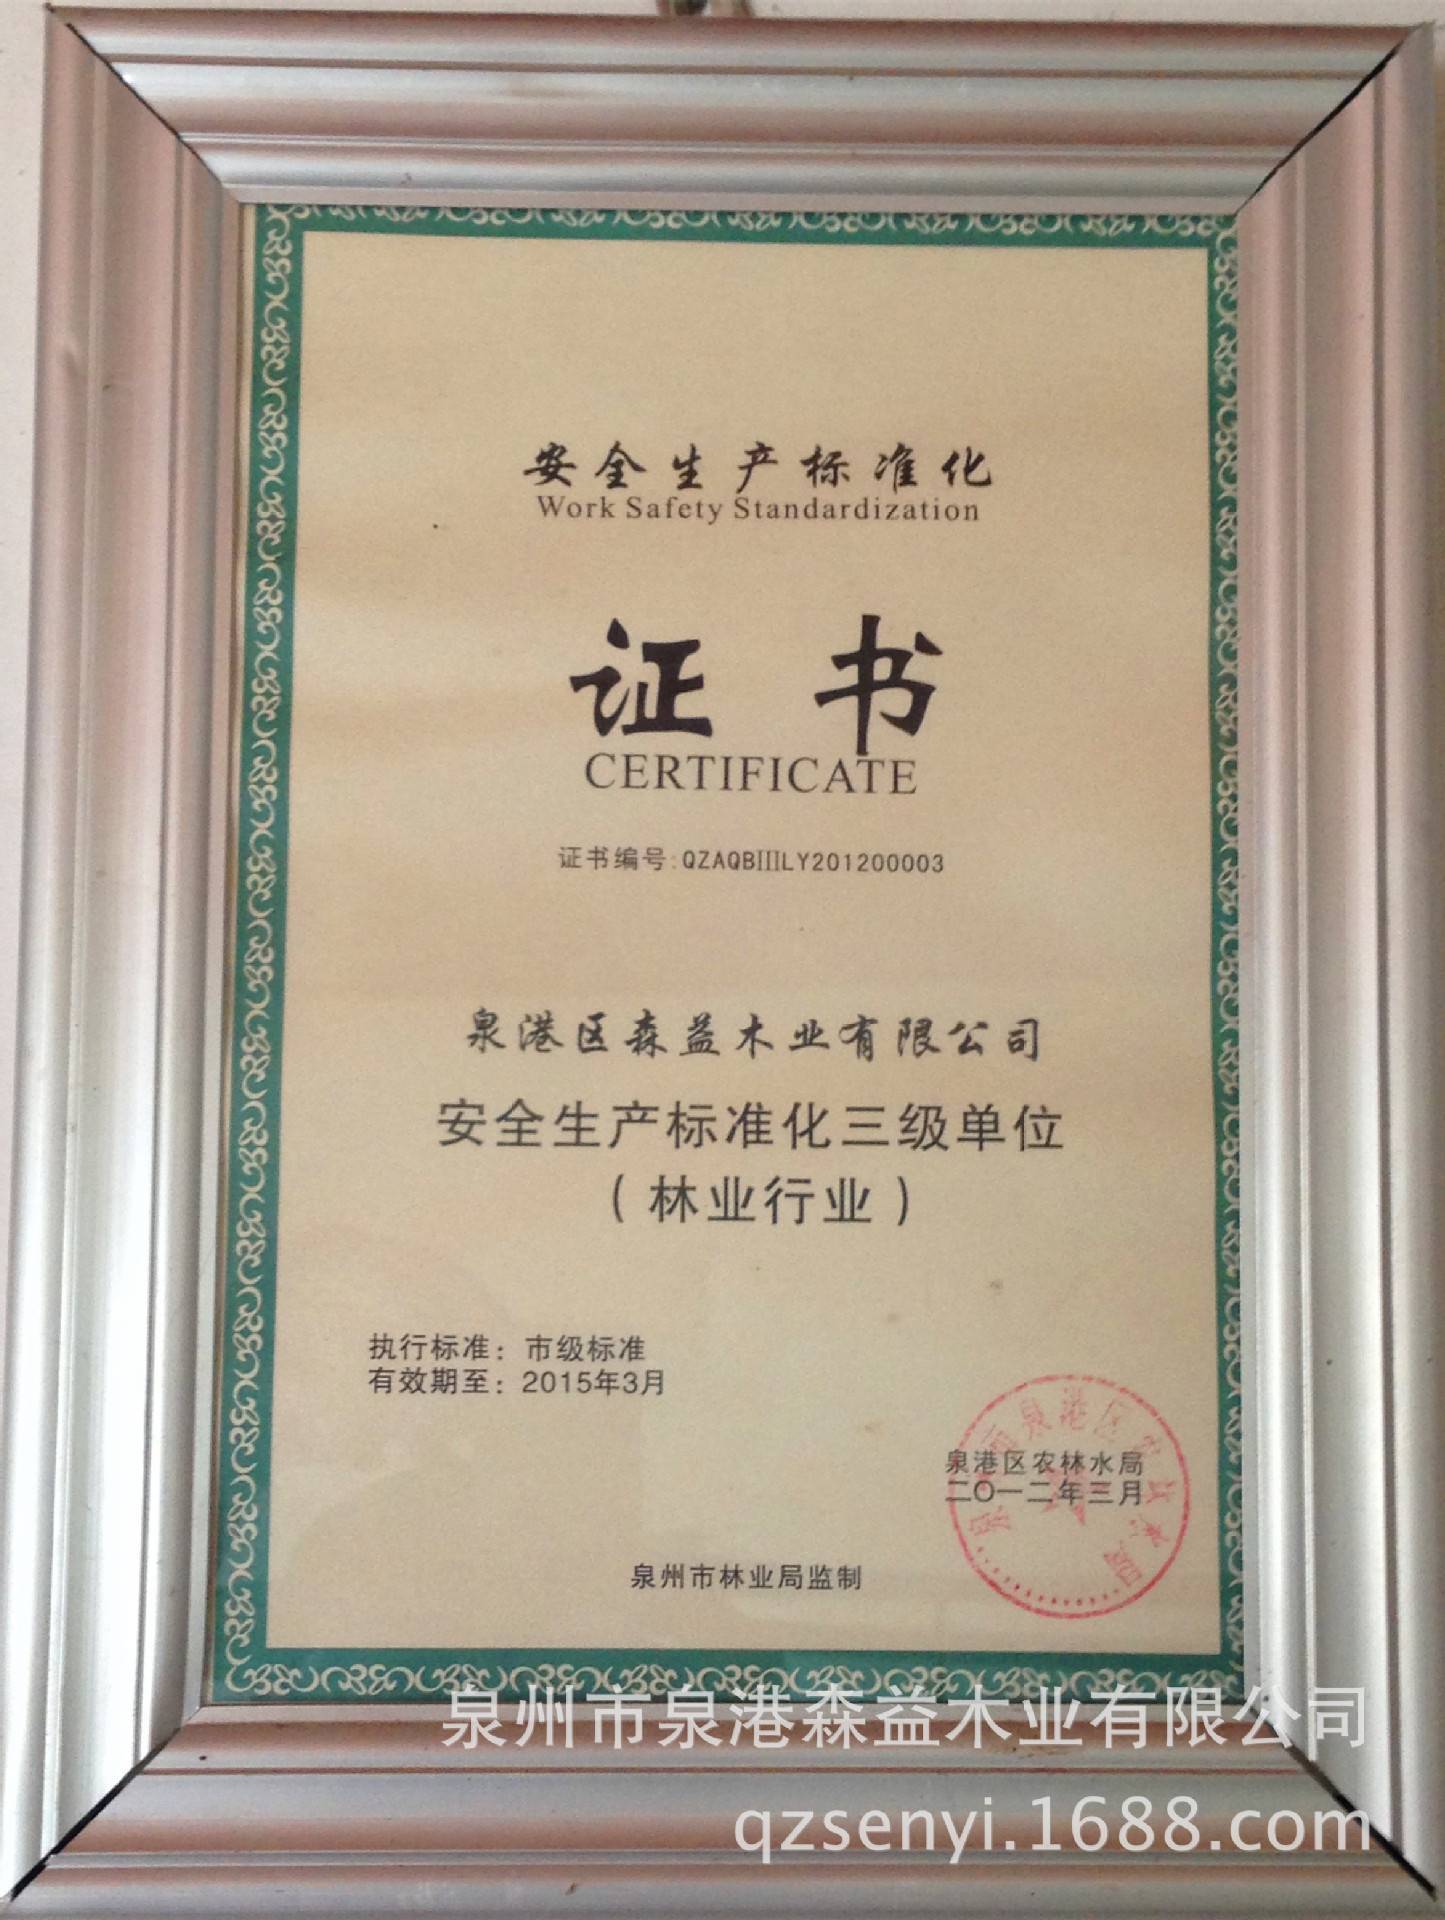 安全生产标准化
Work Safety Standardization
证书
CERTIFICATE
证书编号:QZAQBⅢLY201200003
泉港区森益木业有限公司
安全生产标准化三级单位
（林业行业）
执行标准：市级标准
有效期至：2015年3月
泉港区农林水局
二〇一二年三月
泉州市林业局监制
泉州市泉港森益木业有限公司
qzsenyi.1688.com